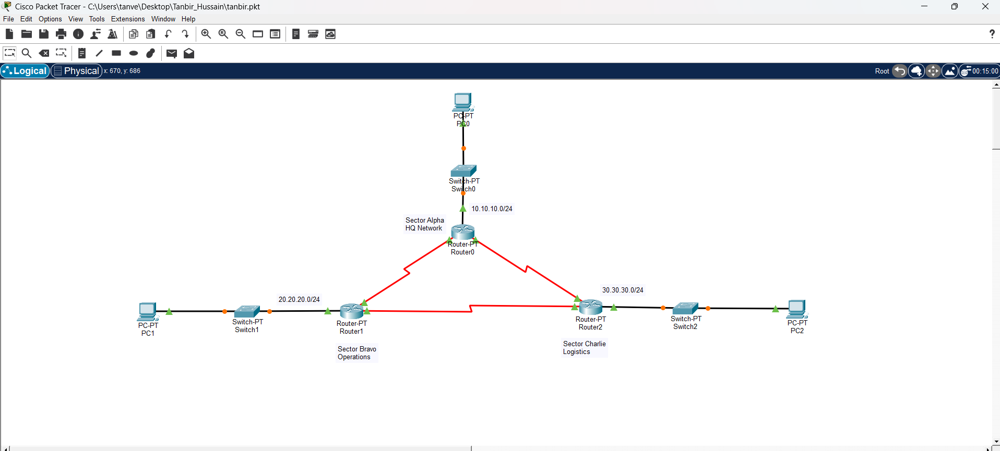 Cisco Packet Tracer - C:\Users\tanve\Desktop\Tanbir_Hussain\tanbir.pkt
File Edit Options View Tools Extensions Window Help
?
Logical Physical x: 670, y: 686 Root 00:15:00
PC-PT
PC0
Switch-PT
Switch0
10.10.10.0/24
Sector Alpha
HQ Network
Router-PT
Router0
20.20.20.0/24
30.30.30.0/24
PC-PT
PC1
Switch-PT
Switch1
Router-PT
Router1
Router-PT
Router2
Switch-PT
Switch2
PC-PT
PC2
Sector Bravo
Operations
Sector Charlie
Logistics